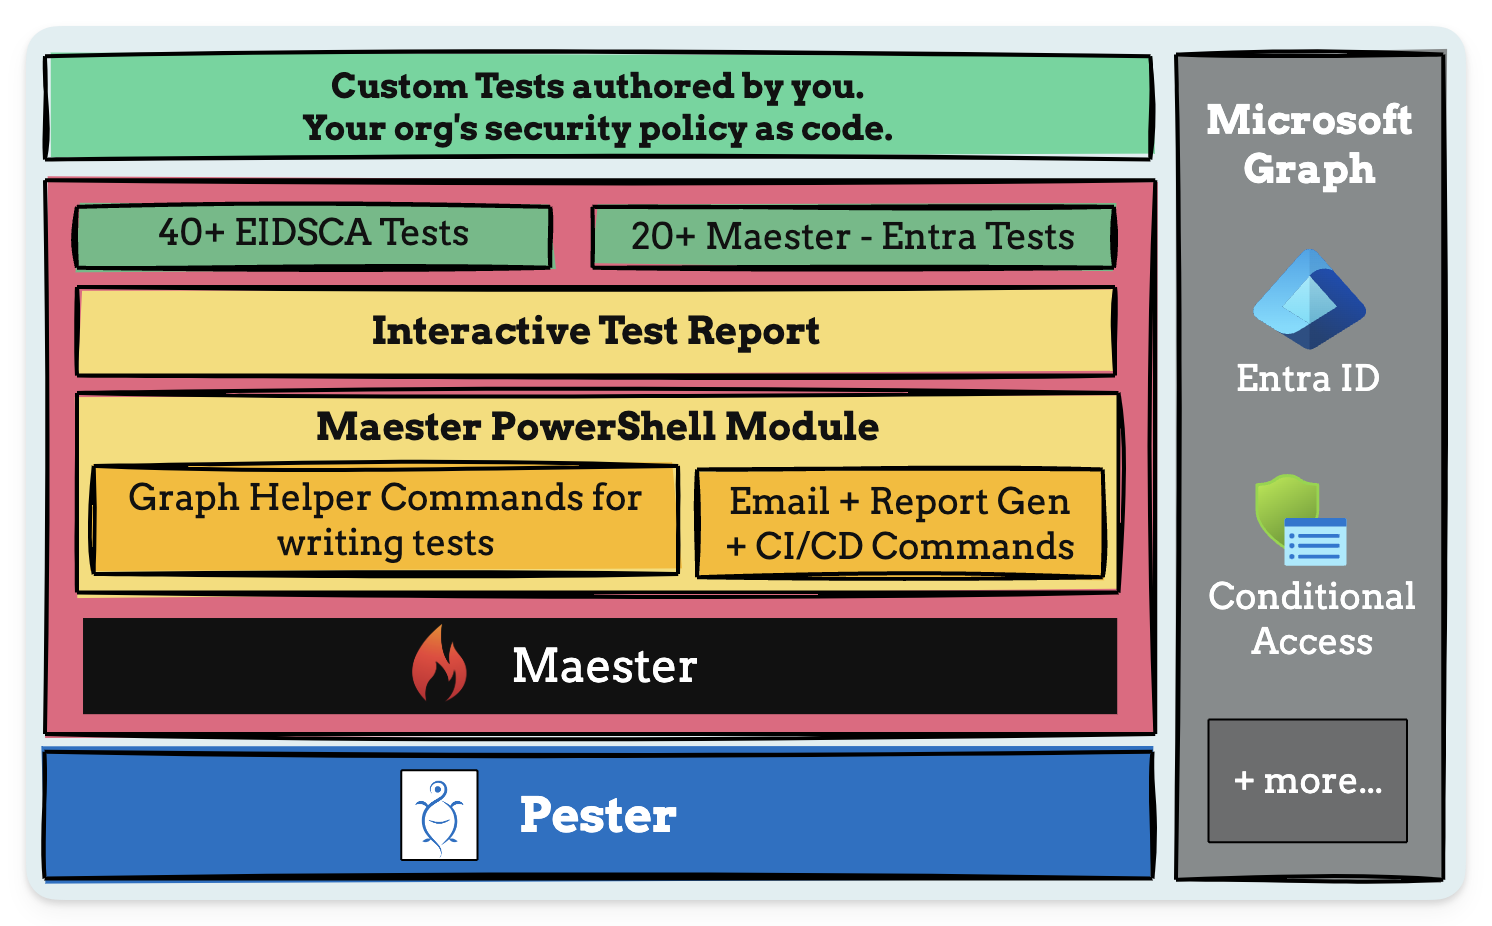 Custom Tests authored by you.
Your org's security policy as code.
40+ EIDSCA Tests
20+ Maester - Entra Tests
Interactive Test Report
Maester PowerShell Module
Graph Helper Commands for
writing tests
Email + Report Gen
+ CI/CD Commands
Maester
Pester
Microsoft
Graph
Entra ID
Conditional
Access
+ more...